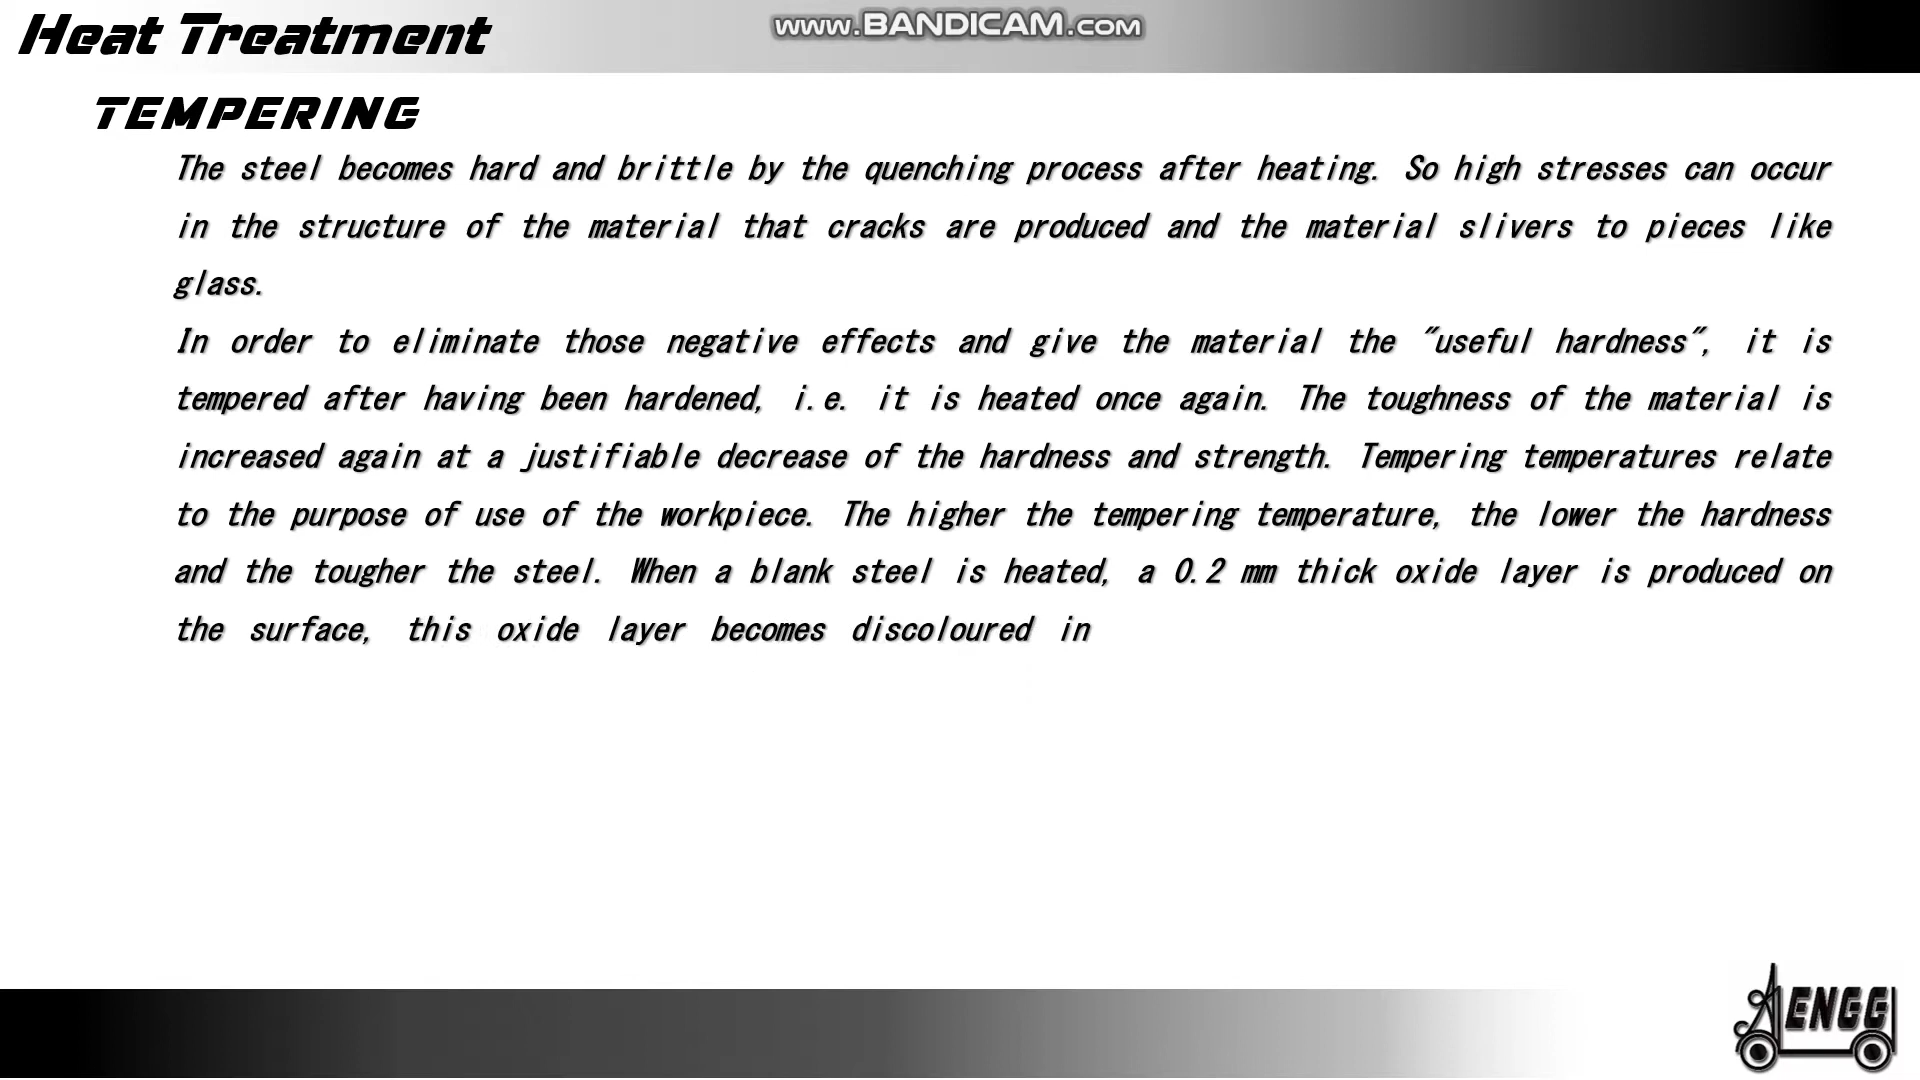 Heat Treatment
www.BANDICAM.com
TEMPERING
The steel becomes hard and brittle by the quenching process after heating. So high stresses can occur
in the structure of the material that cracks are produced and the material slivers to pieces like
glass.
In order to eliminate those negative effects and give the material the "useful hardness", it is
tempered after having been hardened, i.e. it is heated once again. The toughness of the material is
increased again at a justifiable decrease of the hardness and strength. Tempering temperatures relate
to the purpose of use of the workpiece. The higher the tempering temperature, the lower the hardness
and the tougher the steel. When a blank steel is heated, a 0.2 mm thick oxide layer is produced on
the surface, this oxide layer becomes discoloured in
ENGG